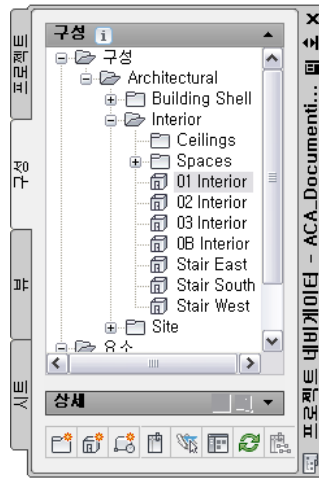 구성
구성
Architectural
Building Shell
Interior
Ceilings
Spaces
01 Interior
02 Interior
03 Interior
0B Interior
Stair East
Stair South
Stair West
Site
요소
상세
프로젝트
구성
뷰
시트
프로젝트 네비게이터 - ACA_Documenti...